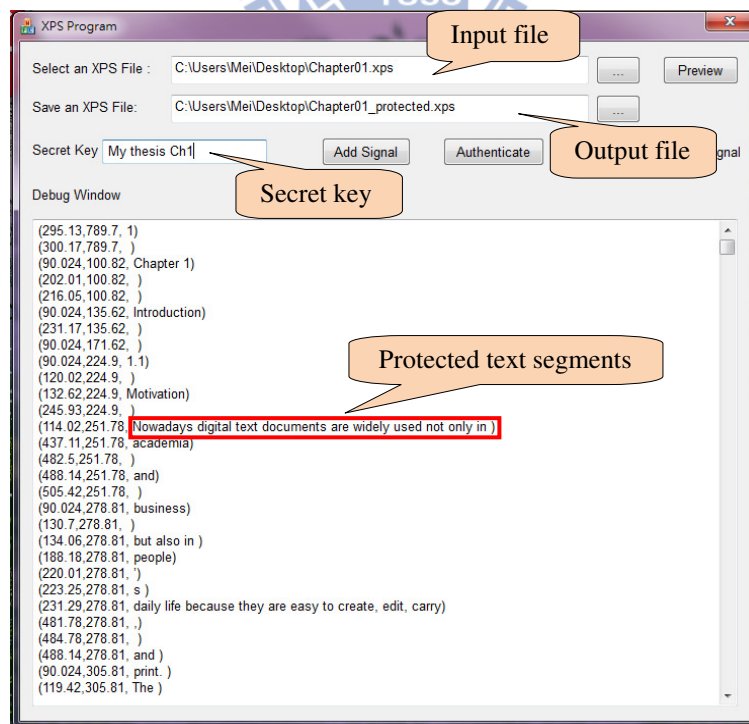 1896
XPS Program
Input file
Select an XPS File :
C:\Users\Mei\Desktop\Chapter01.xps
...
Preview
Save an XPS File:
C:\Users\Mei\Desktop\Chapter01_protected.xps
...
Secret Key
My thesis Ch1
Add Signal
Authenticate
Output file
gnal
Secret key
Debug Window
(295.13,789.7, 1)
(300.17,789.7,  )
(90.024,100.82, Chapter 1)
(202.01,100.82,  )
(216.05,100.82,  )
(90.024,135.62, Introduction)
(231.17,135.62,  )
(90.024,171.62,  )
(90.024,224.9, 1.1)
(120.02,224.9,  )
(132.62,224.9, Motivation)
(245.93,224.9,  )
Protected text segments
(114.02,251.78, Nowadays digital text documents are widely used not only in )
(437.11,251.78, academia)
(482.5,251.78,  )
(488.14,251.78, and)
(505.42,251.78,  )
(90.024,278.81, business)
(130.7,278.81,  )
(134.06,278.81, but also in )
(188.18,278.81, people)
(220.01,278.81, ')
(223.25,278.81, s )
(231.29,278.81, daily life because they are easy to create, edit, carry)
(481.78,278.81, ,)
(484.78,278.81,  )
(488.14,278.81, and )
(90.024,305.81, print. )
(119.42,305.81, The )